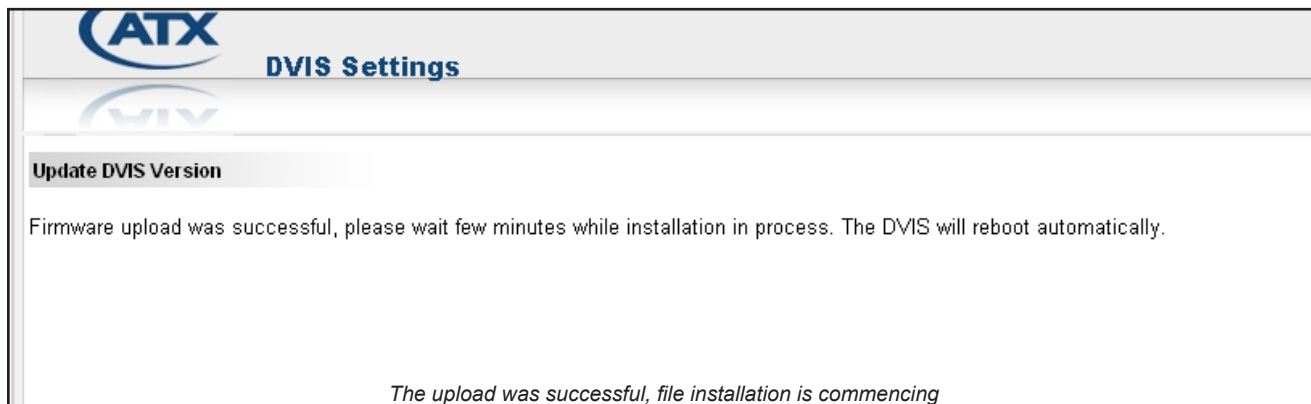 ATX
DVIS Settings
Update DVIS Version
Firmware upload was successful, please wait few minutes while installation in process. The DVIS will reboot automatically.
The upload was successful, file installation is commencing